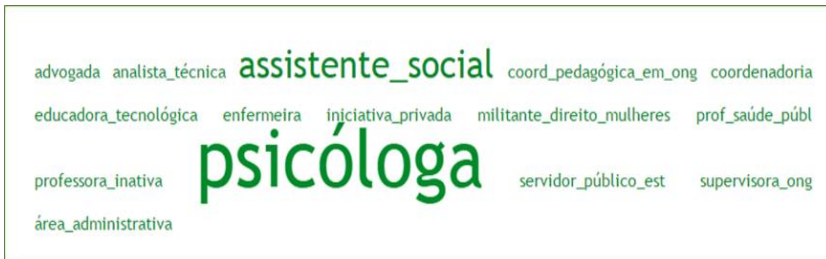 advogada analista_técnica assistente_social coord_pedagógica_em_ong coordenadoria
educadora_tecnológica enfermeira iniciativa_privada militante_direito_mulheres prof_saúde_públ
professora_inativa psicóloga servidor_público_est supervisora_ong
área_administrativa